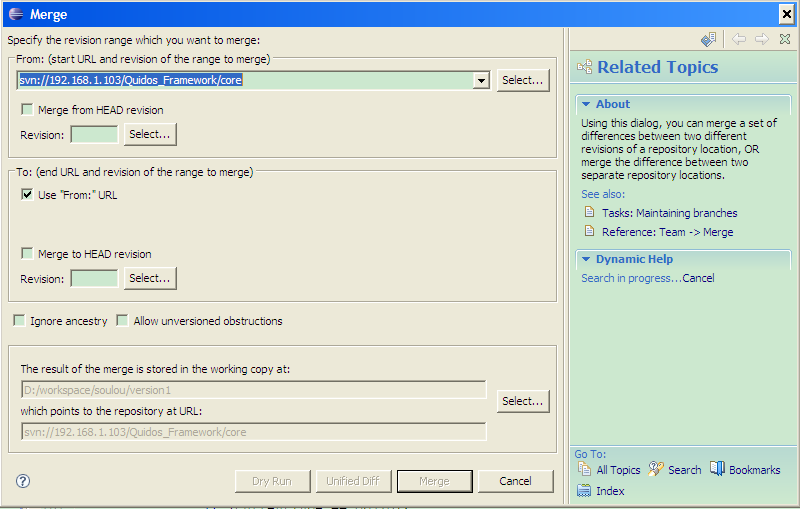 Merge
Specify the revision range which you want to merge:
From: (start URL and revision of the range to merge)
svn://192.168.1.103/Quidos_Framework/core
Select...
Merge from HEAD revision
Revision:
Select...
To: (end URL and revision of the range to merge)
Use "From:" URL
Merge to HEAD revision
Revision:
Select...
Ignore ancestry
Allow unversioned obstructions
The result of the merge is stored in the working copy at:
D:/workspace/soulou/version1
Select...
which points to the repository at URL:
svn://192.168.1.103/Quidos_Framework/core
?
Dry Run
Unified Diff
Merge
Cancel
Related Topics
About
Using this dialog, you can merge a set of
differences between two different
revisions of a repository location, OR
merge the difference between two
separate repository locations.
See also:
Tasks: Maintaining branches
Reference: Team -> Merge
Dynamic Help
Search in progress...Cancel
Go To:
All Topics
Search
Bookmarks
Index